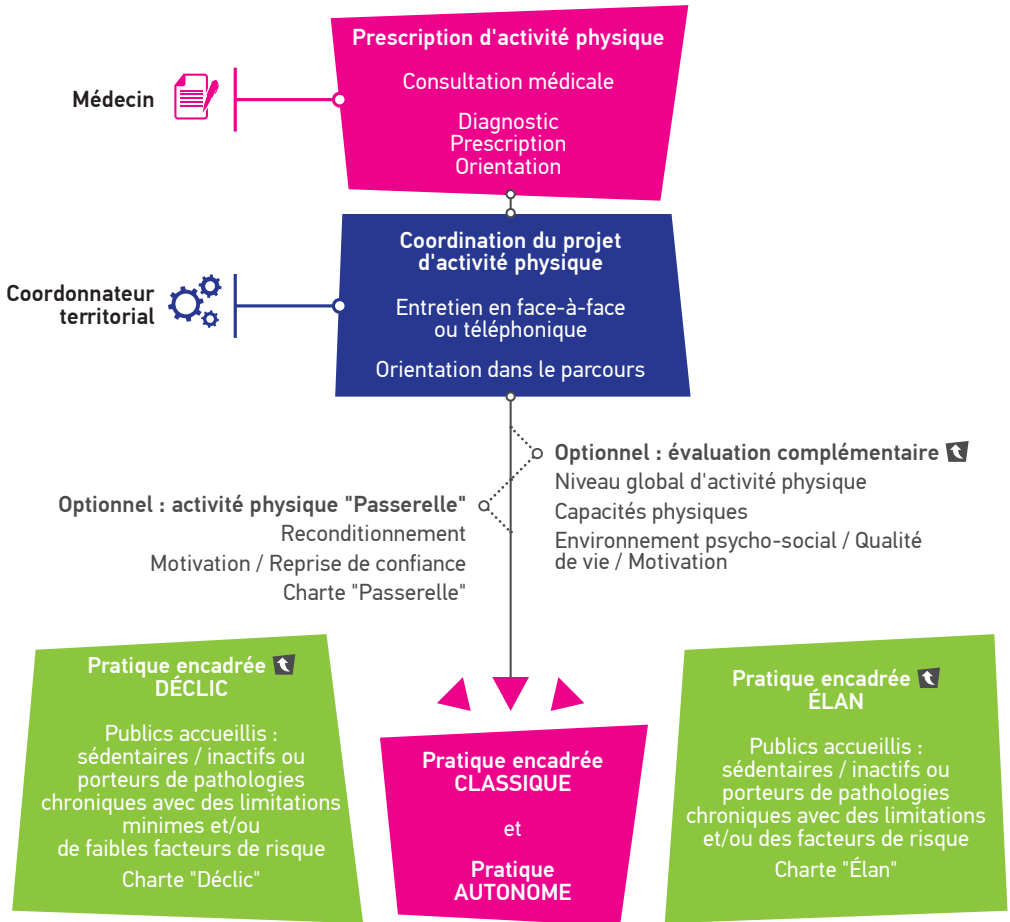 Médecin
Prescription d'activité physique
Consultation médicale
Diagnostic
Prescription
Orientation
Coordonnateur
territorial
Coordination du projet
d'activité physique
Entretien en face-à-face
ou téléphonique
Orientation dans le parcours
Optionnel : évaluation complémentaire
Niveau global d'activité physique
Capacités physiques
Environnement psycho-social / Qualité
de vie / Motivation
Optionnel : activité physique "Passerelle"
Reconditionnement
Motivation / Reprise de confiance
Charte "Passerelle"
Pratique encadrée
DÉCLIC
Publics accueillis :
sédentaires / inactifs ou
porteurs de pathologies
chroniques avec des limitations
minimes et/ou
de faibles facteurs de risque
Charte "Déclic"
Pratique encadrée
CLASSIQUE
et
Pratique
AUTONOME
Pratique encadrée
ÉLAN
Publics accueillis :
sédentaires / inactifs ou
porteurs de pathologies
chroniques avec des limitations
et/ou des facteurs de risque
Charte "Élan"